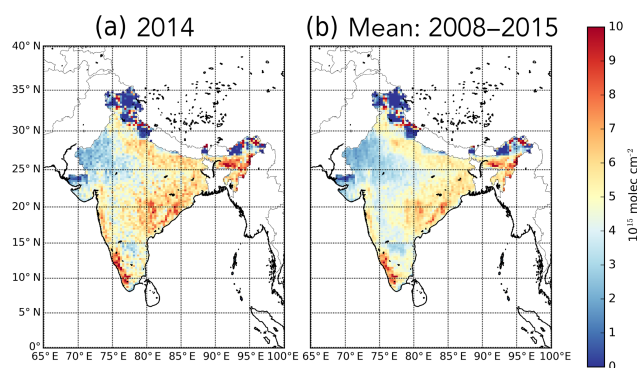 (a) 2014
(b) Mean: 2008–2015
40° N
35° N
30° N
25° N
20° N
15° N
10° N
5° N
0°
65° E 70° E 75° E 80° E 85° E 90° E 95° E 100° E
65° E 70° E 75° E 80° E 85° E 90° E 95° E 100° E
10
9
8
7
6
5
4
3
2
1
0
10¹⁵ molec cm⁻²